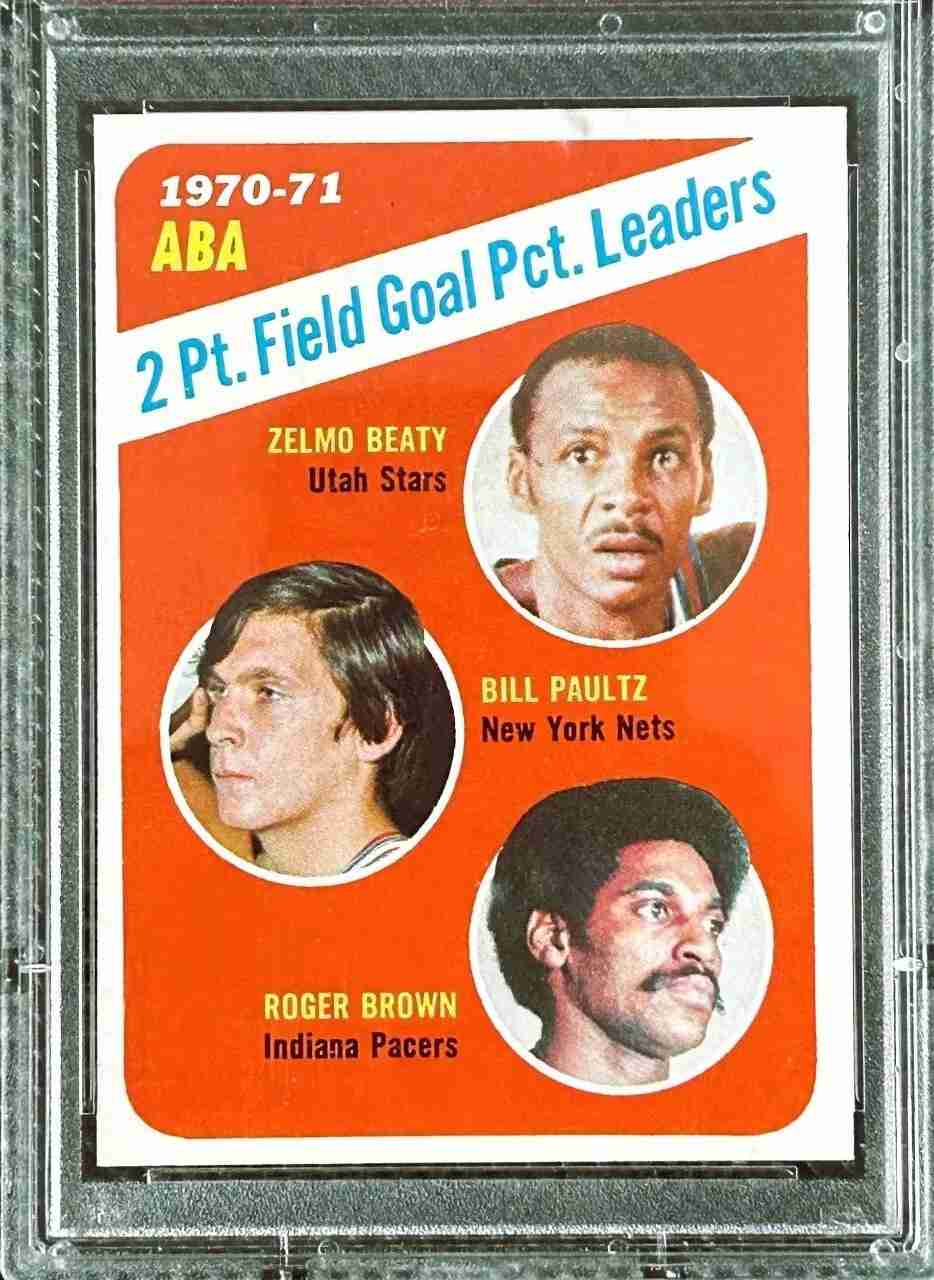 1970-71
ABA
2 Pt. Field Goal Pct. Leaders
ZELMO BEATY
Utah Stars
BILL PAULTZ
New York Nets
ROGER BROWN
Indiana Pacers